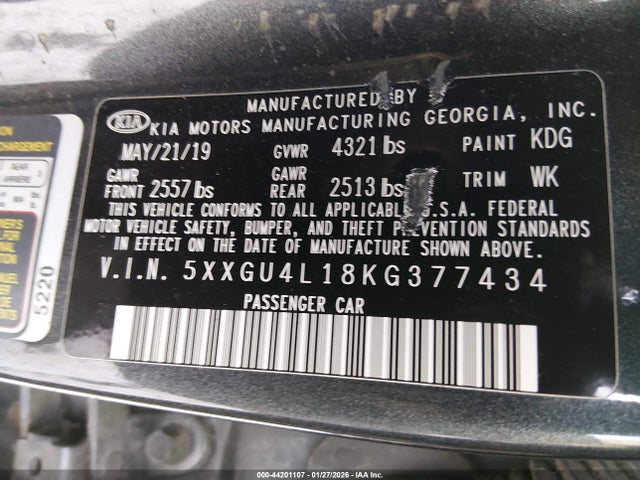 MANUFACTURED BY
KIA KIA MOTORS MANUFACTURING GEORGIA, INC.
MAY/21/19 GVWR 4321 lbs PAINT KDG
GAWR FRONT 2557 lbs GAWR REAR 2513 lbs TRIM WK
THIS VEHICLE CONFORMS TO ALL APPLICABLE U.S.A. FEDERAL
MOTOR VEHICLE SAFETY, BUMPER, AND THEFT PREVENTION STANDARDS
IN EFFECT ON THE DATE OF MANUFACTURE SHOWN ABOVE.
V.I.N. 5XXGU4L18KG377434
PASSENGER CAR
REAR
ARRIERE
5220
000-44201107 | 01/27/2026 | IAA Inc.